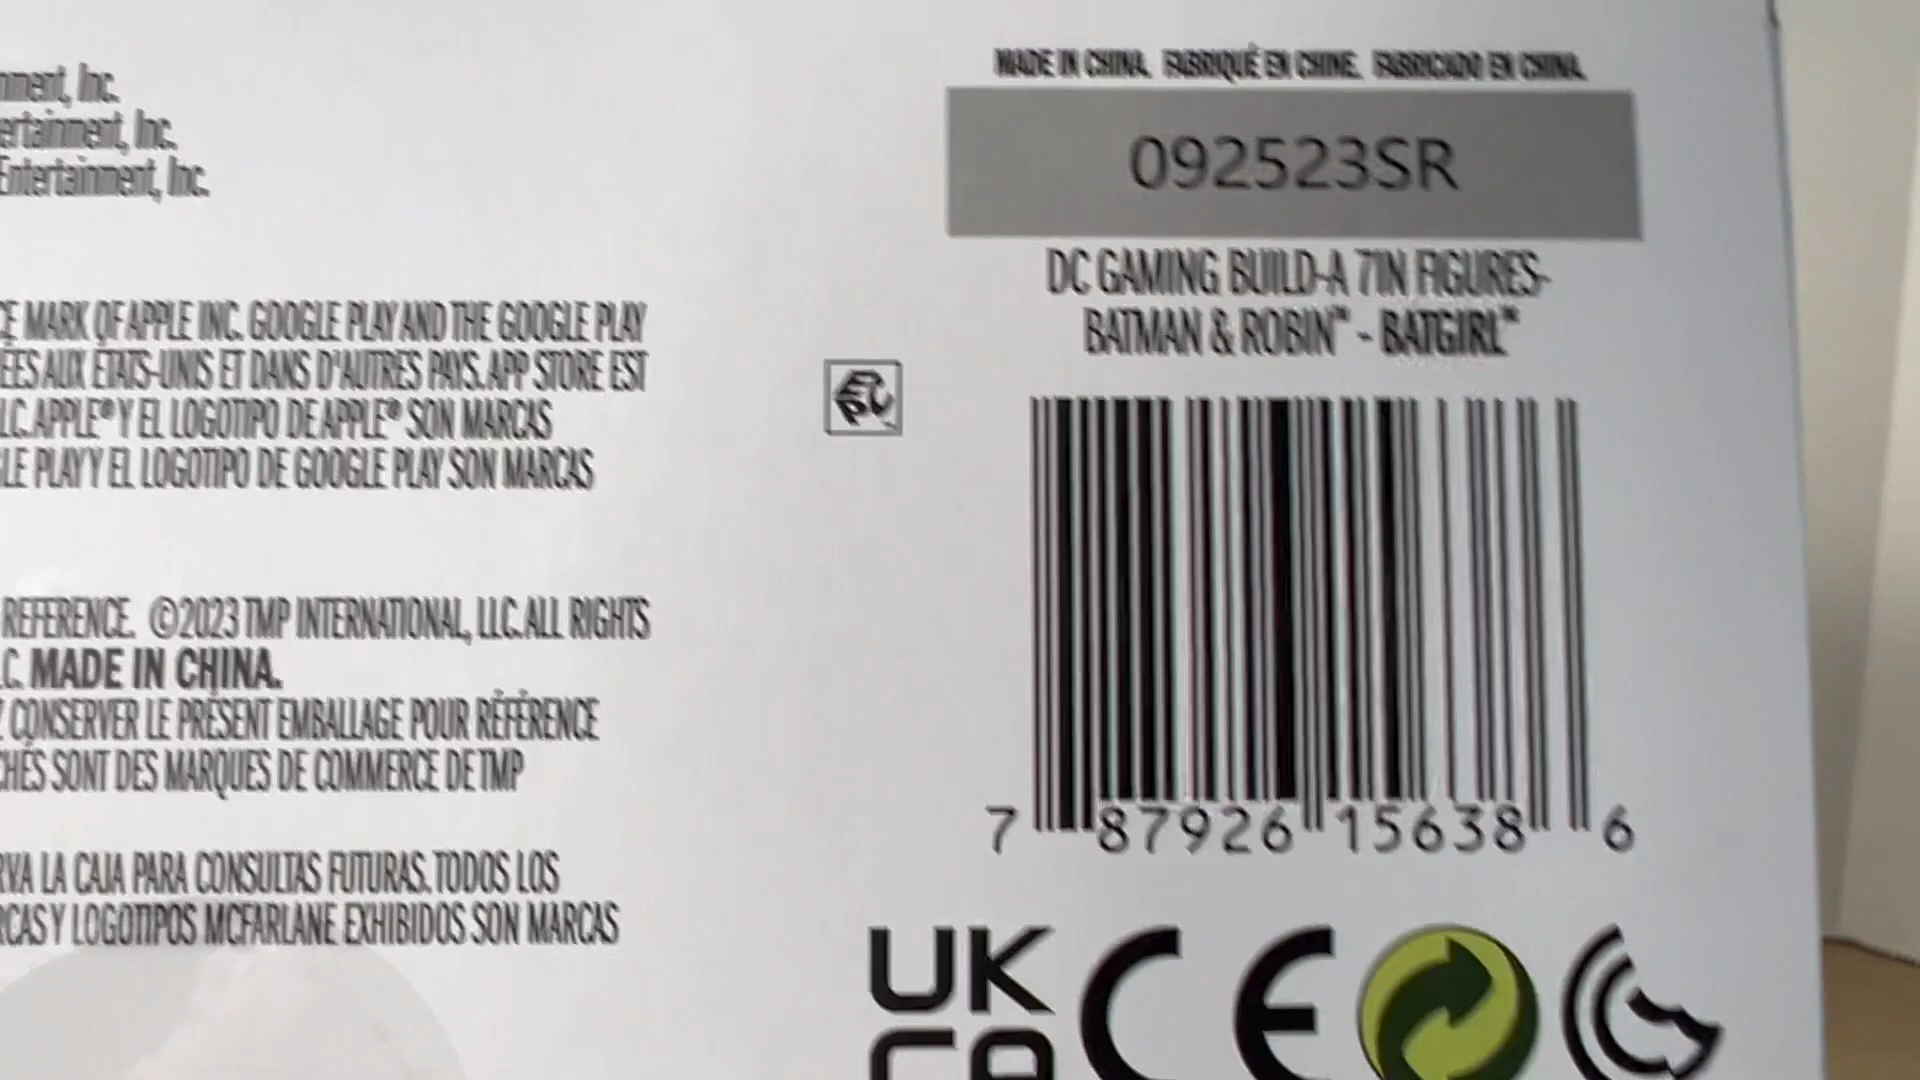 nment, Inc.
ertainment, Inc.
Entertainment, Inc.
CE MARK OF APPLE INC. GOOGLE PLAY AND THE GOOGLE PLAY
ÉES AUX ÉTATS-UNIS ET DANS D'AUTRES PAYS. APP STORE EST
LC. APPLE® Y EL LOGOTIPO DE APPLE® SON MARCAS
LE PLAY Y EL LOGOTIPO DE GOOGLE PLAY SON MARCAS
REFERENCE. ©2023 TMP INTERNATIONAL, LLC. ALL RIGHTS
C. MADE IN CHINA.
Z CONSERVER LE PRÉSENT EMBALLAGE POUR RÉFÉRENCE
CHÉS SONT DES MARQUES DE COMMERCE DE TMP
RVA LA CAJA PARA CONSULTAS FUTURAS. TODOS LOS
RCAS Y LOGOTIPOS MCFARLANE EXHIBIDOS SON MARCAS
MADE IN CHINA. FABRIQUÉ EN CHINE. FABRICADO EN CHINA.
092523SR
DC GAMING BUILD-A 7IN FIGURES-
BATMAN & ROBIN™ - BATGIRL™
7 87926 15638 6
UK
CA
CE